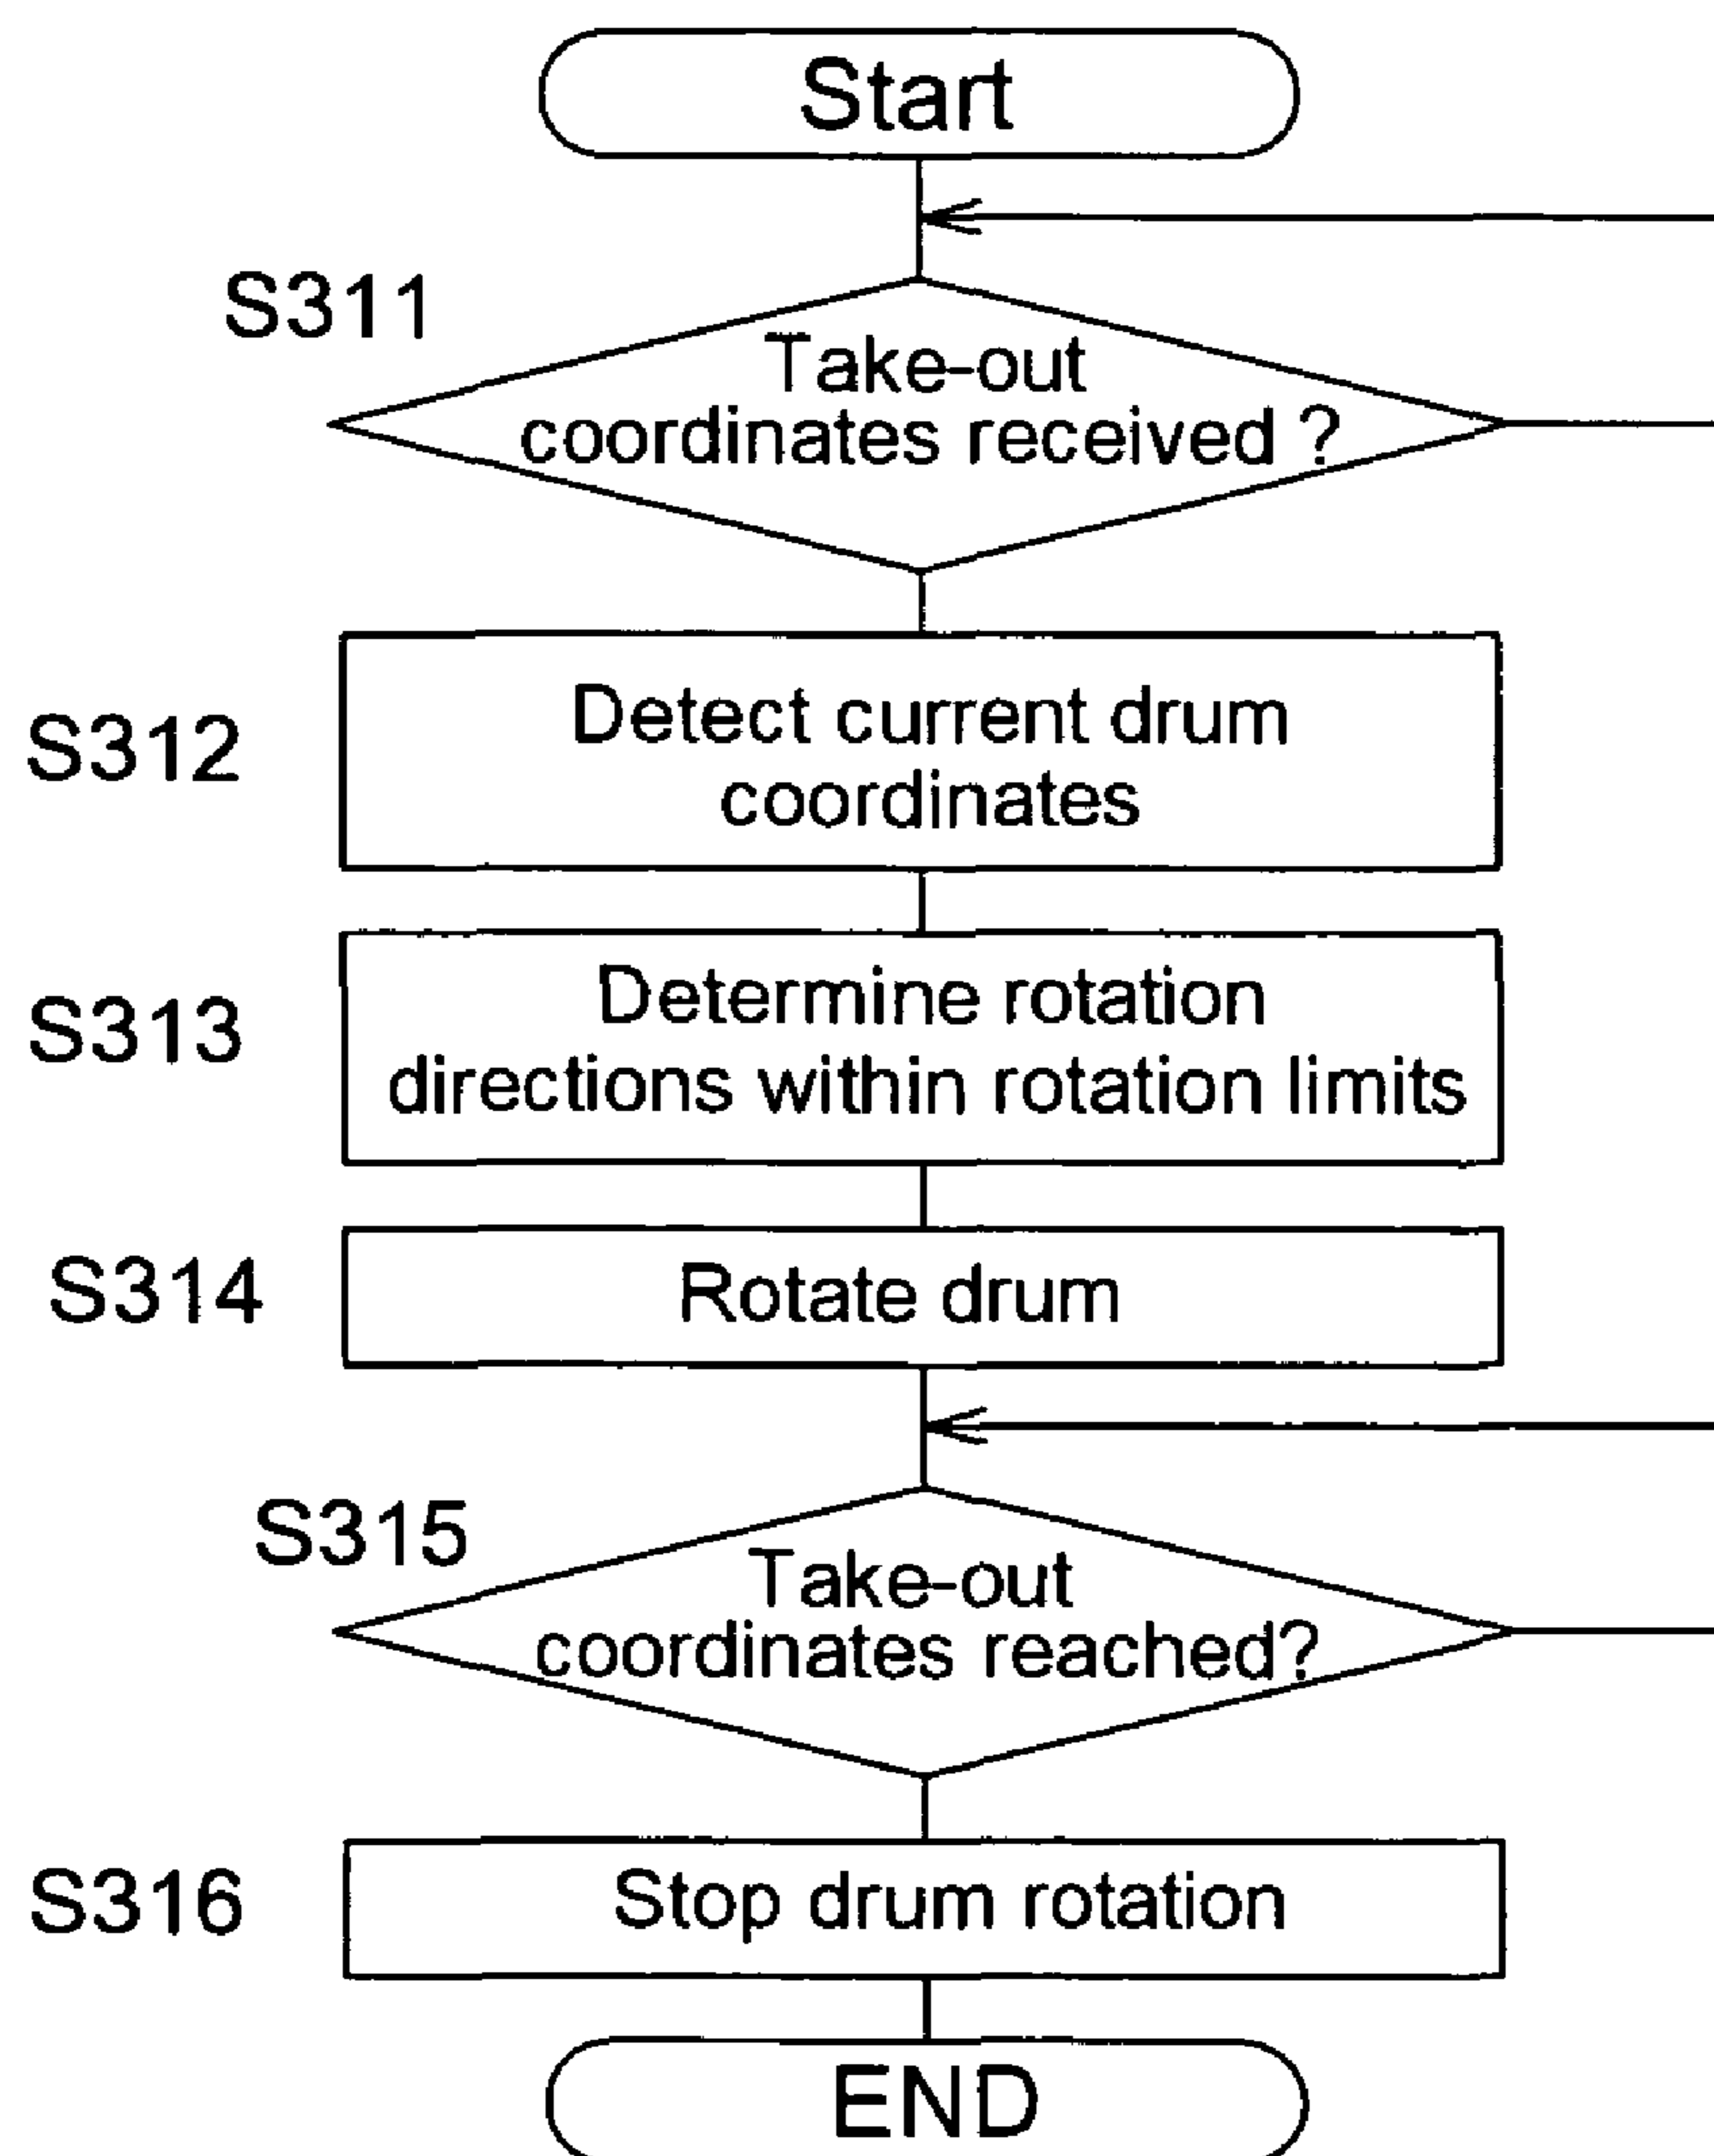 Start
S311
Take-out
coordinates received ?
S312
Detect current drum
coordinates
S313
Determine rotation
directions within rotation limits
S314
Rotate drum
S315
Take-out
coordinates reached?
S316
Stop drum rotation
END